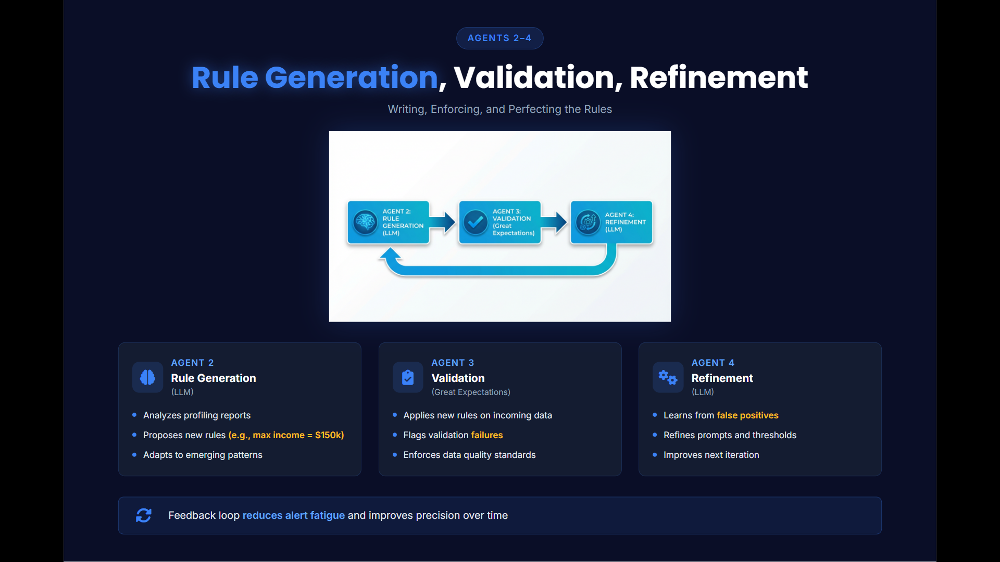 AGENTS 2–4
Rule Generation, Validation, Refinement
Writing, Enforcing, and Perfecting the Rules
AGENT 2:
RULE
GENERATION
(LLM)
AGENT 3:
VALIDATION
(Great
Expectations)
AGENT 4:
REFINEMENT
(LLM)
AGENT 2
Rule Generation
(LLM)
Analyzes profiling reports
Proposes new rules (e.g., max income = $150k)
Adapts to emerging patterns
AGENT 3
Validation
(Great Expectations)
Applies new rules on incoming data
Flags validation failures
Enforces data quality standards
AGENT 4
Refinement
(LLM)
Learns from false positives
Refines prompts and thresholds
Improves next iteration
Feedback loop reduces alert fatigue and improves precision over time